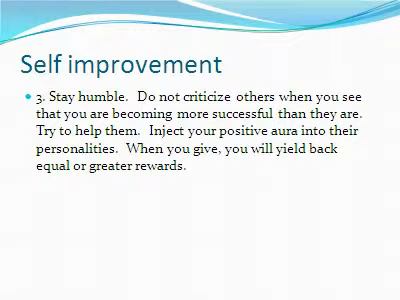 Self improvement
3. Stay humble.  Do not criticize others when you see
that you are becoming more successful than they are.
Try to help them.  Inject your positive aura into their
personalities.  When you give, you will yield back
equal or greater rewards.